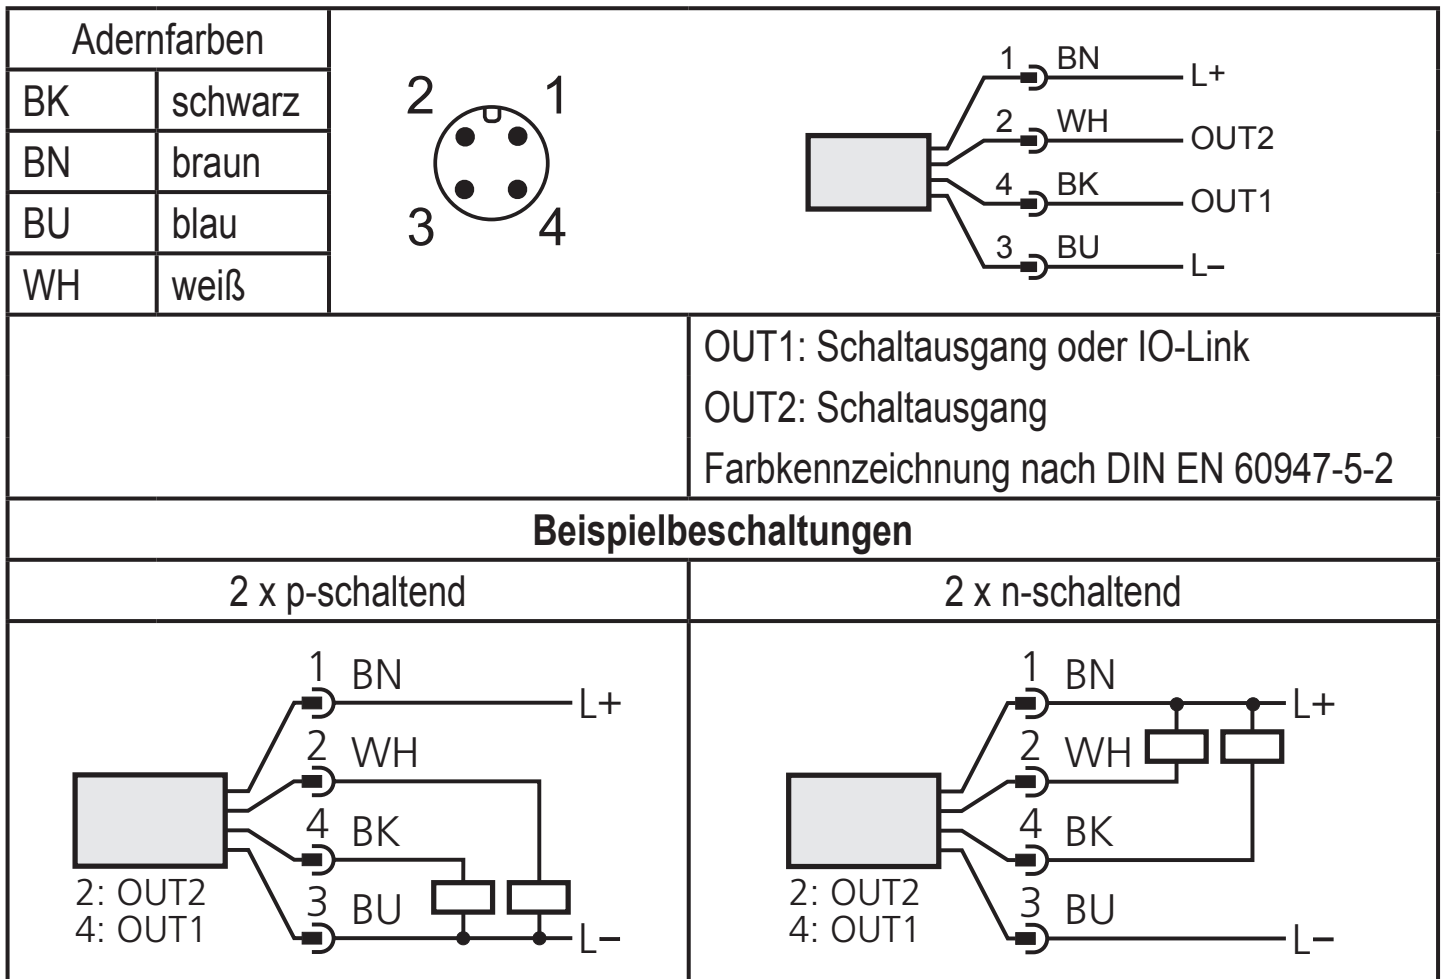 Adernfarben
BK schwarz
BN braun
BU blau
WH weiß
2 1
3 4
1 BN L+
2 WH OUT2
4 BK OUT1
3 BU L–
OUT1: Schaltausgang oder IO-Link
OUT2: Schaltausgang
Farbkennzeichnung nach DIN EN 60947-5-2
Beispielbeschaltungen
2 x p-schaltend
1 BN L+
2 WH
4 BK
3 BU L–
2: OUT2
4: OUT1
2 x n-schaltend
1 BN L+
2 WH
4 BK
3 BU L–
2: OUT2
4: OUT1